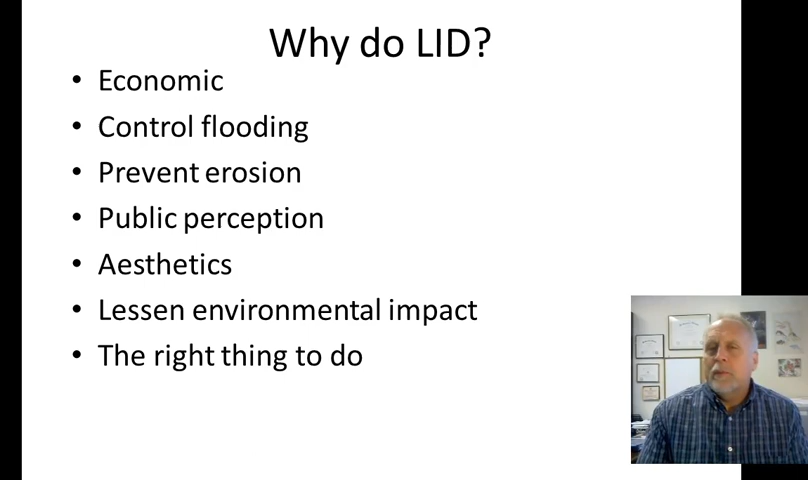 Why do LID?
• Economic
• Control flooding
• Prevent erosion
• Public perception
• Aesthetics
• Lessen environmental impact
• The right thing to do